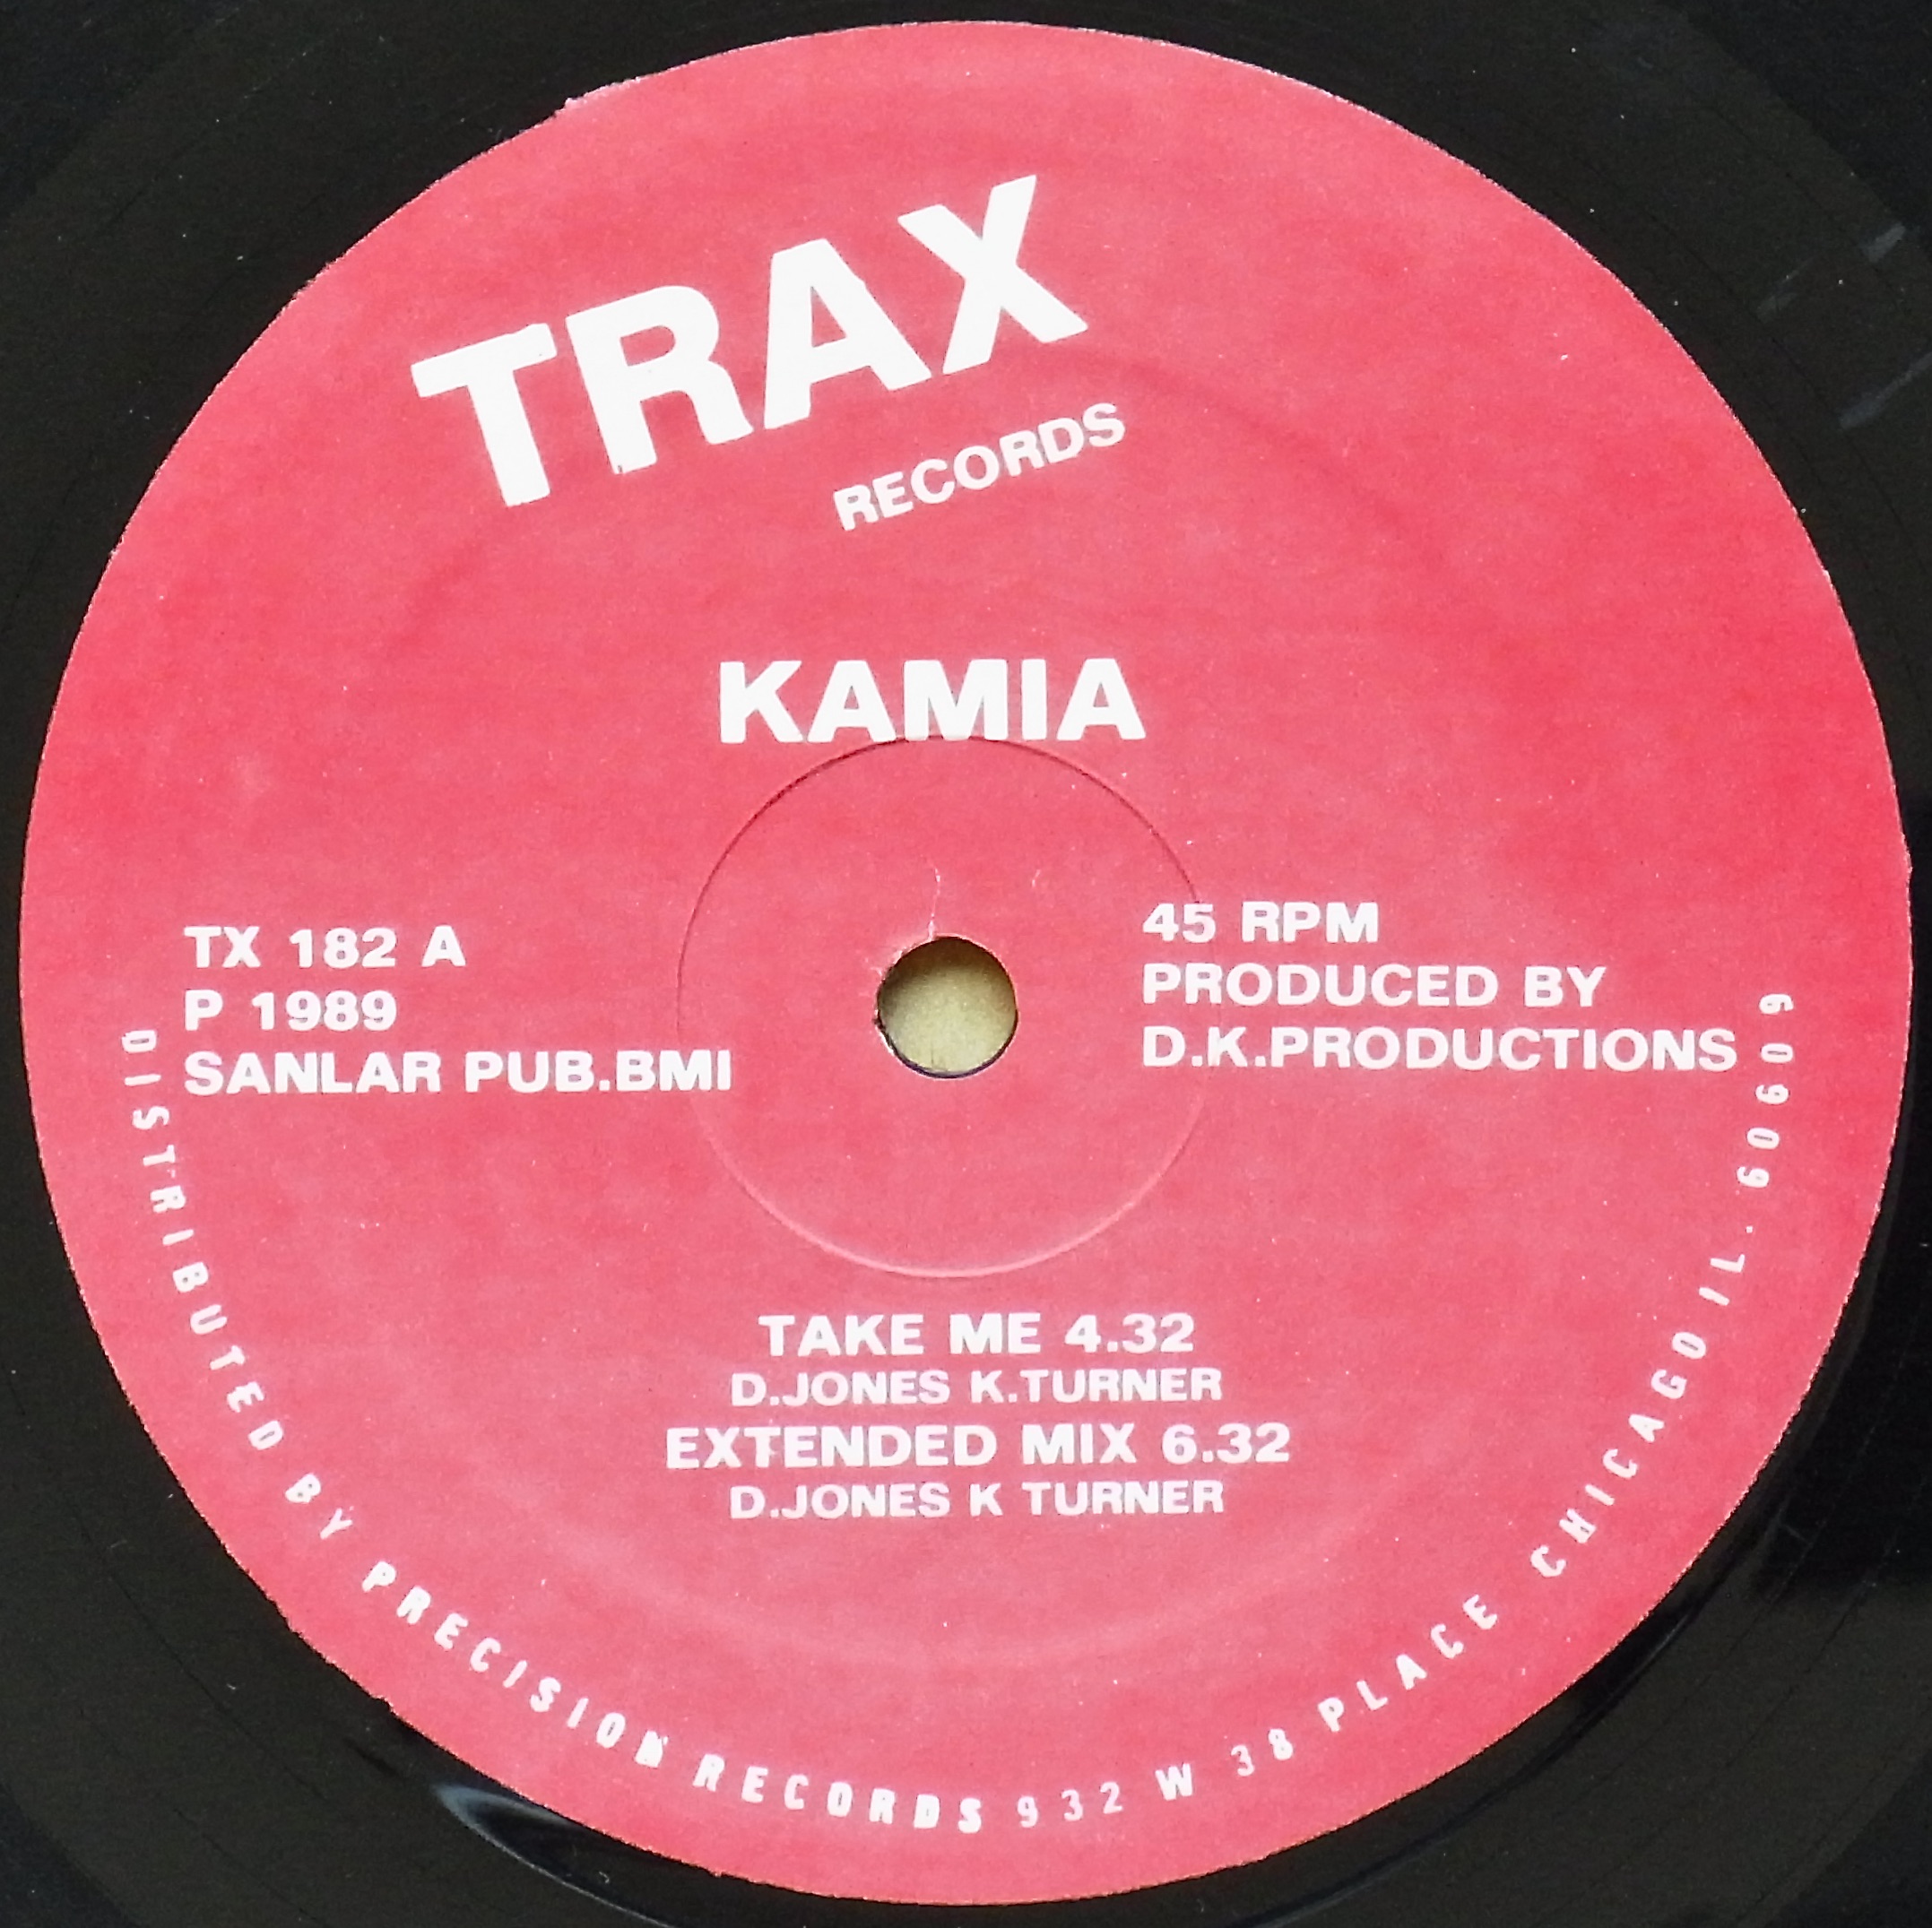 TRAX
RECORDS
KAMIA
TX 182 A
P 1989
SANLAR PUB.BMI
45 RPM
PRODUCED BY
D.K.PRODUCTIONS
TAKE ME 4.32
D.JONES K.TURNER
EXTENDED MIX 6.32
D.JONES K TURNER
DISTRIBUTED BY PRECISION RECORDS 932 W 38 PLACE CHICAGO IL. 60609